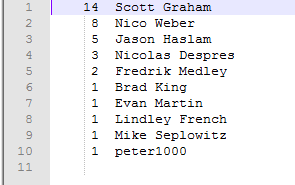 1 14 Scott Graham
2 8 Nico Weber
3 5 Jason Haslam
4 3 Nicolas Despres
5 2 Fredrik Medley
6 1 Brad King
7 1 Evan Martin
8 1 Lindley French
9 1 Mike Seplowitz
10 1 peter1000
11